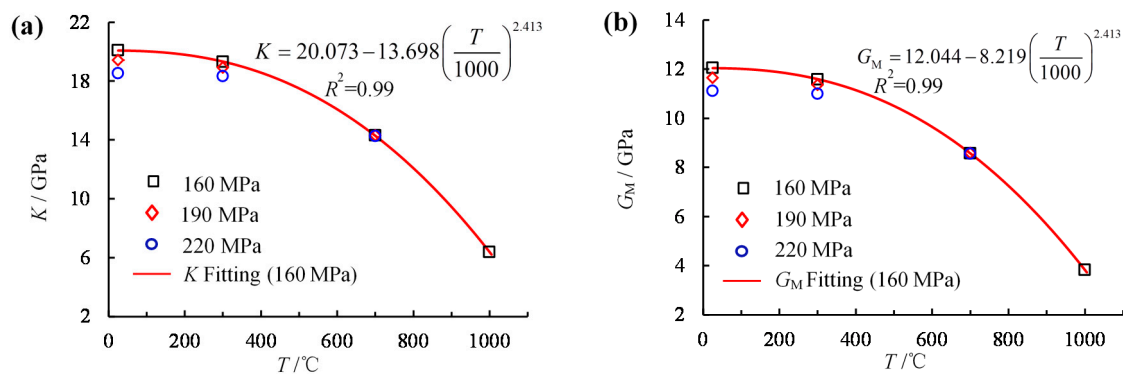 (a)
22
18
14
10
6
2
K / GPa
K = 20.073−13.698(T/1000)^2.413
R²=0.99
160 MPa
190 MPa
220 MPa
K Fitting (160 MPa)
0 200 400 600 800 1000
T /℃
(b)
14
12
10
8
6
4
2
G_M / GPa
G_M = 12.044−8.219(T/1000)^2.413
R²=0.99
160 MPa
190 MPa
220 MPa
G_M Fitting (160 MPa)
0 200 400 600 800 1000
T /℃